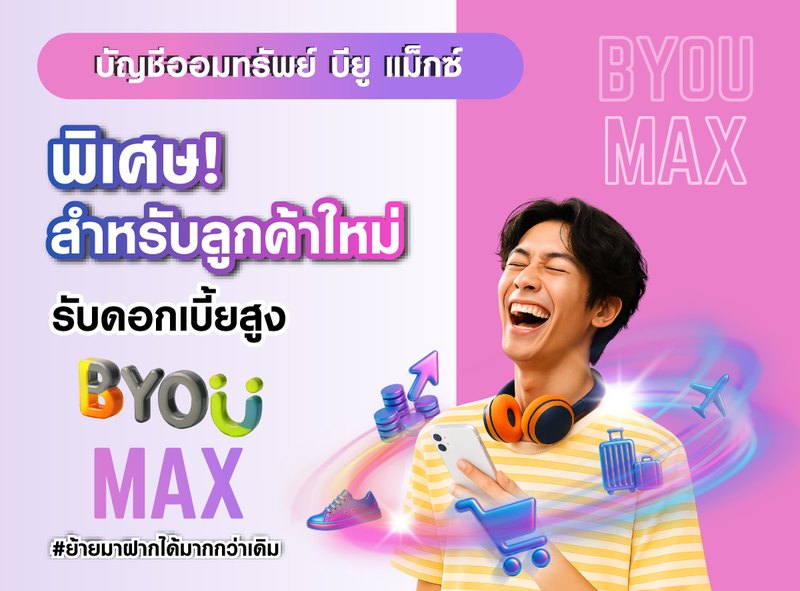 บัญชีออมทรัพย์ บียู แม็กซ์
BYOU
MAX
พิเศษ!
สำหรับลูกค้าใหม่
รับดอกเบี้ยสูง
BYOU
MAX
#ย้ายมาฝากได้มากกว่าเดิม